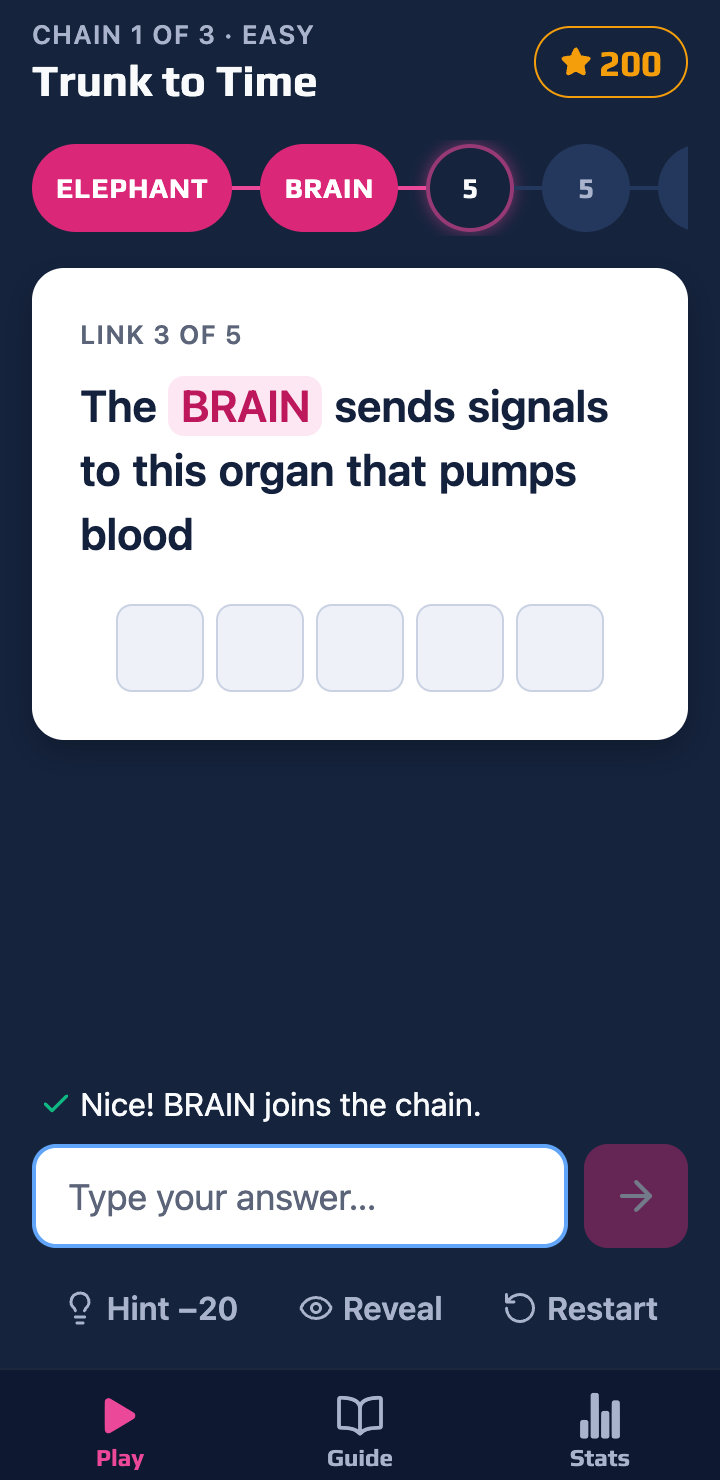 CHAIN 1 OF 3 · EASY
Trunk to Time
200
ELEPHANT
BRAIN
5
5
LINK 3 OF 5
The BRAIN sends signals
to this organ that pumps
blood
Nice! BRAIN joins the chain.
Type your answer...
Hint −20
Reveal
Restart
Play
Guide
Stats